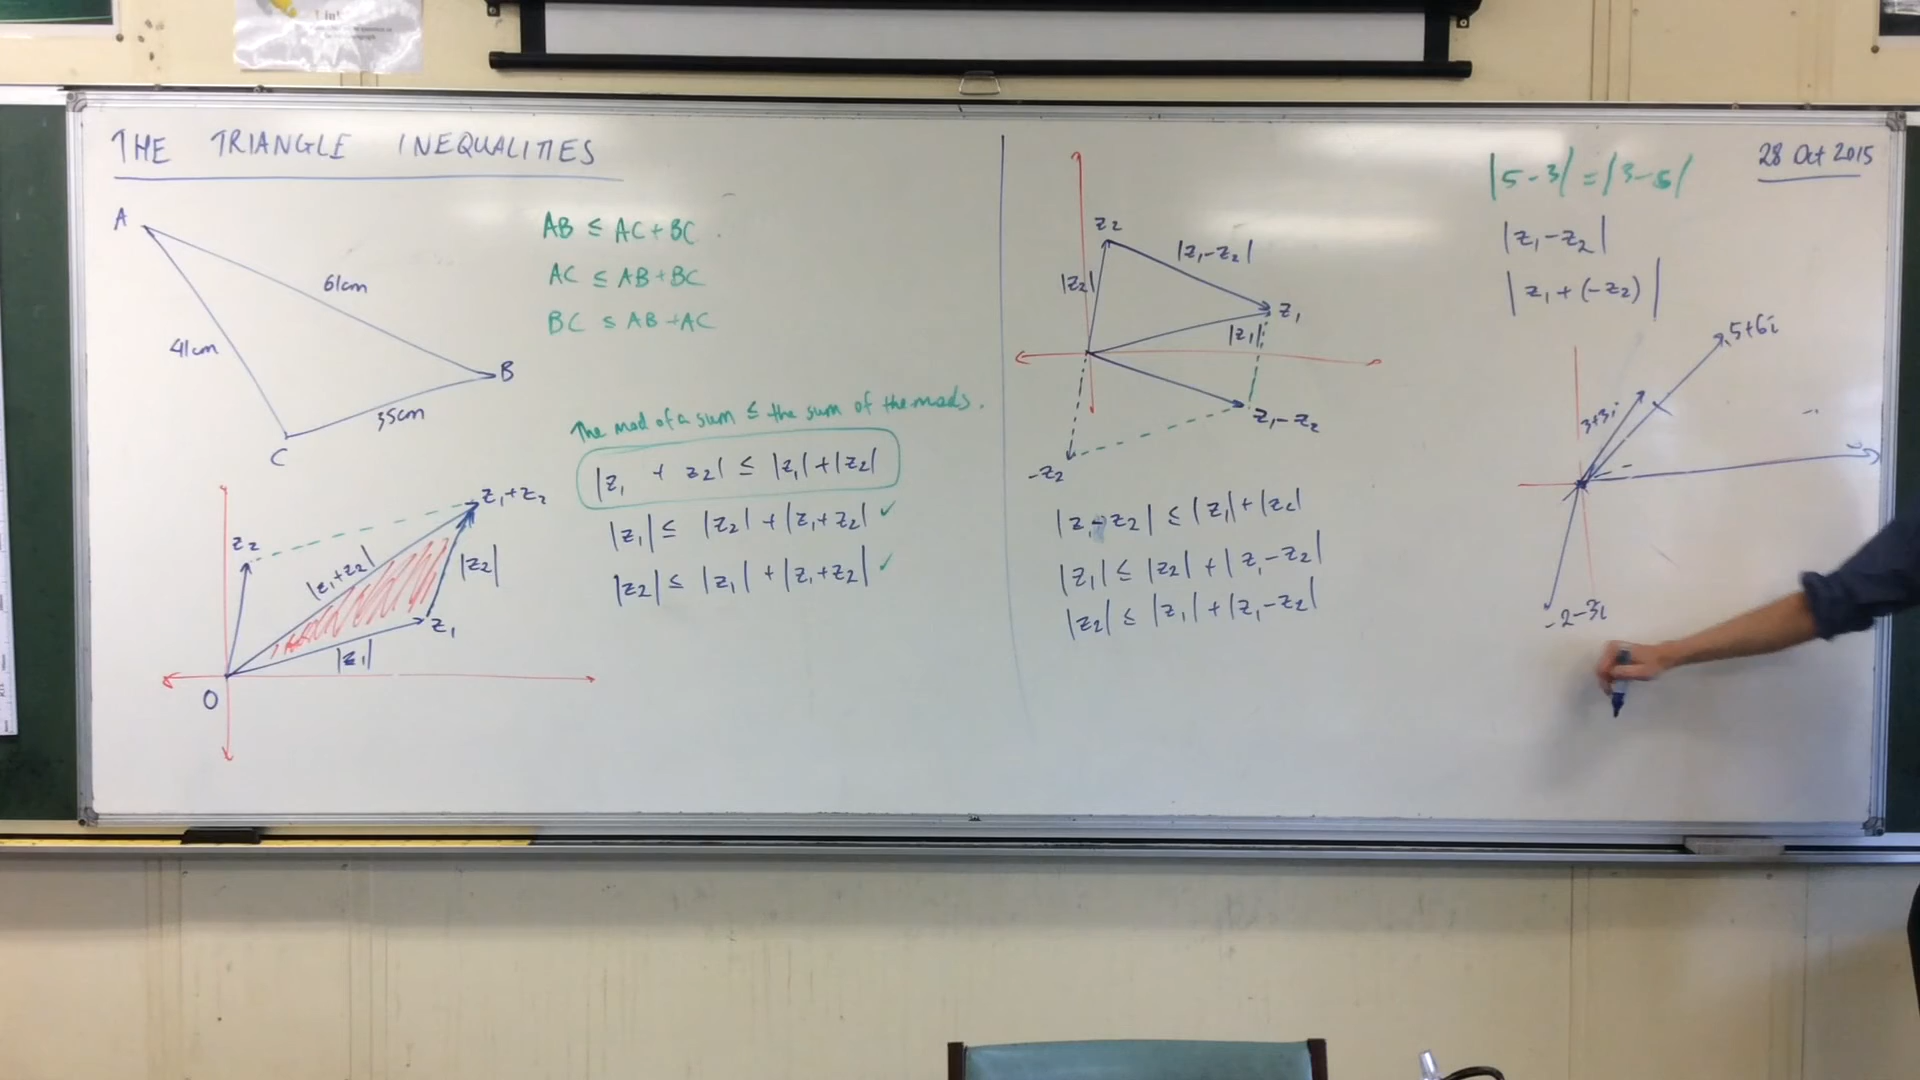 THE TRIANGLE INEQUALITIES
A
61cm
41cm
B
35cm
C
AB ≤ AC+BC
AC ≤ AB+BC
BC ≤ AB+AC
The mod of a sum ≤ the sum of the mods.
|z₁ + z₂| ≤ |z₁|+|z₂|
|z₁| ≤ |z₂| + |z₁+z₂| ✓
|z₂| ≤ |z₁| + |z₁+z₂| ✓
z₁+z₂
z₂
|z₁+z₂|
|z₂|
z₁
|z₁|
O
z₂
|z₁-z₂|
|z₂|
z₁
|z₁|
z₁-z₂
-z₂
|z₁-z₂| ≤ |z₁|+|z₂|
|z₁| ≤ |z₂| + |z₁-z₂|
|z₂| ≤ |z₁| + |z₁-z₂|
28 Oct 2015
|5-3| = |3-5|
|z₁-z₂|
|z₁+(-z₂)|
5+6i
3+3i
-2-3i